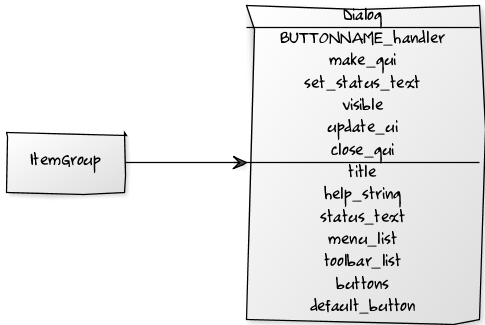 Dialog
BUTTONNAME_handler
make_gui
set_status_text
visible
update_ui
close_gui
ItemGroup
title
help_string
status_text
menu_list
toolbar_list
buttons
default_button